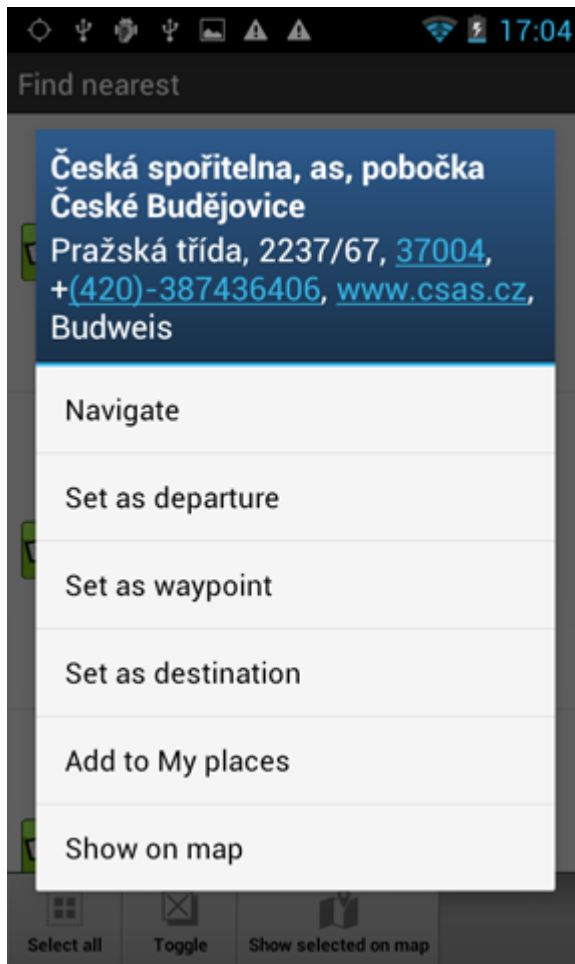 17:04
Find nearest
Česká spořitelna, as, pobočka
České Budějovice
Pražská třída, 2237/67, 37004,
+(420)-387436406, www.csas.cz,
Budweis
Navigate
Set as departure
Set as waypoint
Set as destination
Add to My places
Show on map
Select all
Toggle
Show selected on map